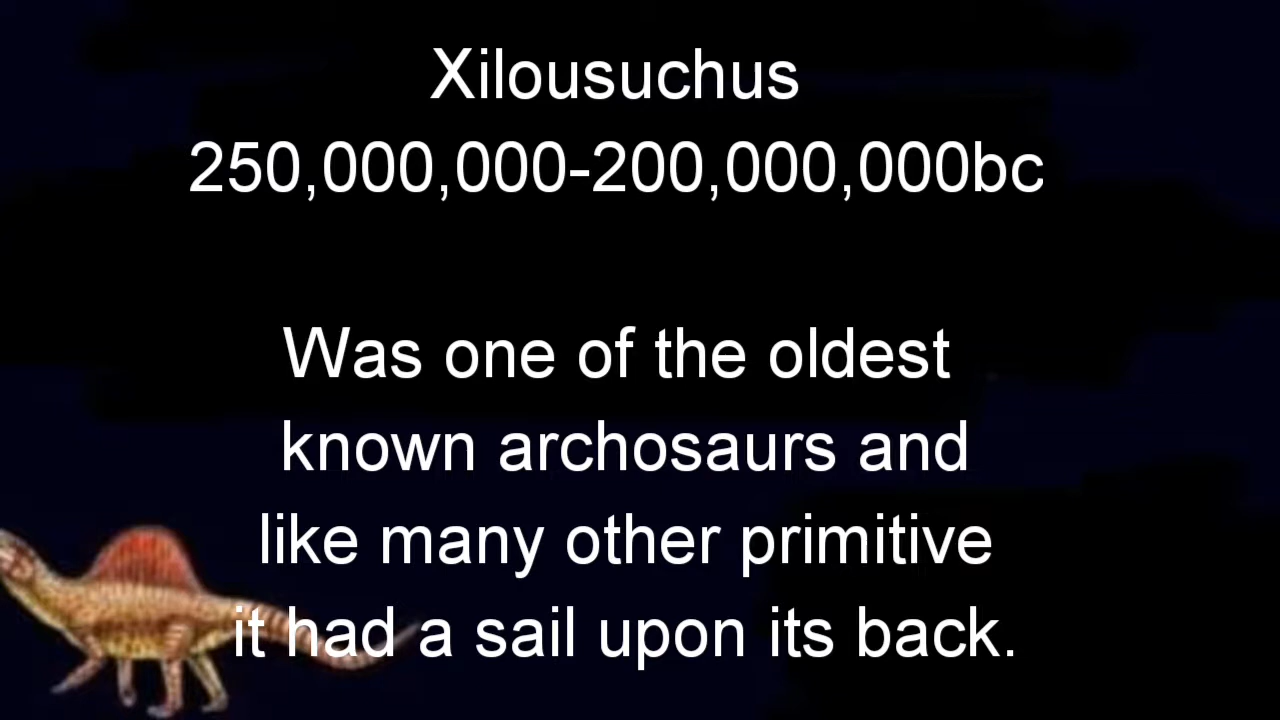 Xilousuchus
250,000,000-200,000,000bc
Was one of the oldest
known archosaurs and
like many other primitive
it had a sail upon its back.